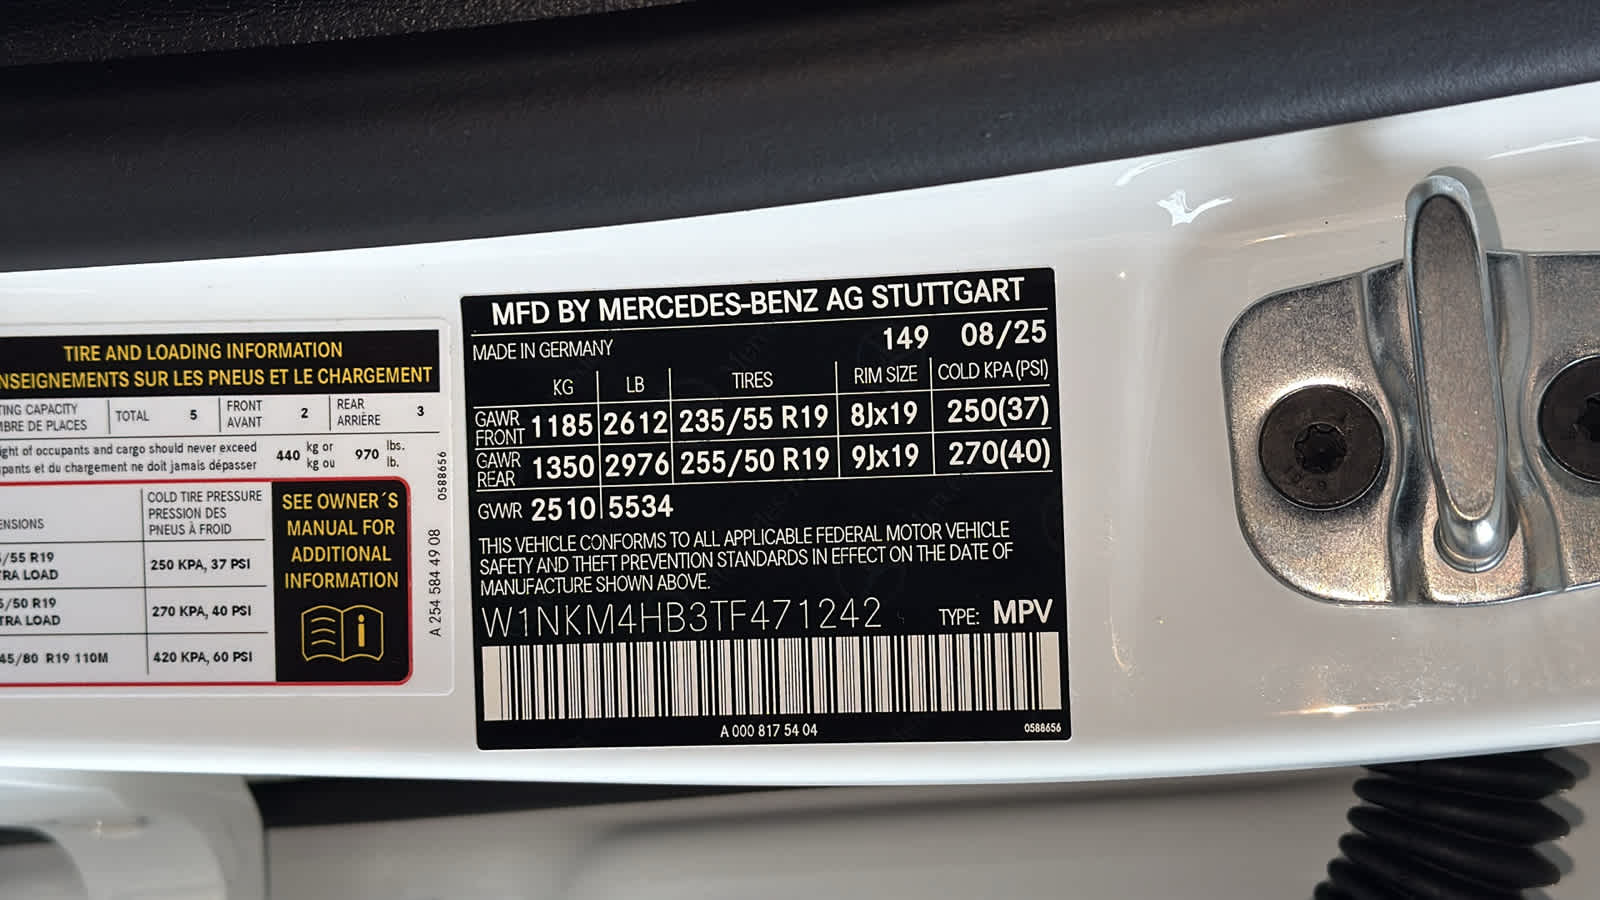 TIRE AND LOADING INFORMATION
NSEIGNEMENTS SUR LES PNEUS ET LE CHARGEMENT
TING CAPACITY
MBRE DE PLACES
TOTAL 5
FRONT
AVANT
2
REAR
ARRIÈRE
3
ight of occupants and cargo should never exceed
pants et du chargement ne doit jamais dépasser
440 kg or
kg ou
970 lbs.
lb.
ENSIONS
COLD TIRE PRESSURE
PRESSION DES
PNEUS À FROID
/55 R19
TRA LOAD
250 KPA, 37 PSI
/50 R19
TRA LOAD
270 KPA, 40 PSI
45/80 R19 110M
420 KPA, 60 PSI
SEE OWNER´S
MANUAL FOR
ADDITIONAL
INFORMATION
i
0588656
A 254 584 49 08
MFD BY MERCEDES-BENZ AG STUTTGART
MADE IN GERMANY 149 08/25
KG LB TIRES RIM SIZE COLD KPA (PSI)
GAWR
FRONT
1185 2612 235/55 R19 8Jx19 250(37)
GAWR
REAR
1350 2976 255/50 R19 9Jx19 270(40)
GVWR 2510 5534
THIS VEHICLE CONFORMS TO ALL APPLICABLE FEDERAL MOTOR VEHICLE
SAFETY AND THEFT PREVENTION STANDARDS IN EFFECT ON THE DATE OF
MANUFACTURE SHOWN ABOVE.
W1NKM4HB3TF471242 TYPE: MPV
A 000 817 54 04 0588656